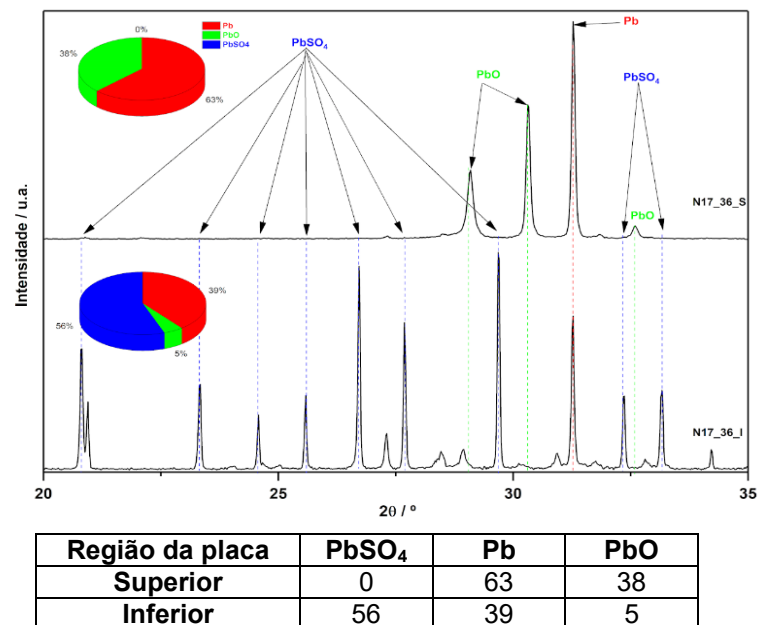 0%
Pb
PbO
PbSO4
38%
63%
PbSO₄
Pb
PbO
PbSO₄
N17_36_S
PbO
Intensidade / u.a.
39%
56%
5%
N17_36_I
20 25 30 35
2θ / º
Região da placa PbSO₄ Pb PbO
Superior 0 63 38
Inferior 56 39 5